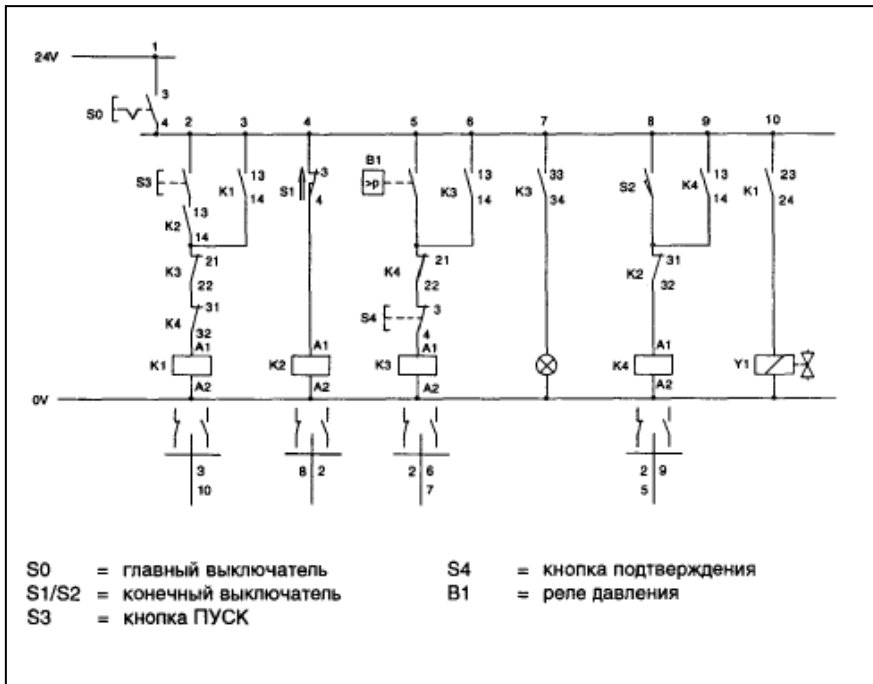 1
24V
3
S0
4
2 3 4 5 6 7 8 9 10
B1
13 3 13 33 13 23
S3 K1 S1 >p K3 K3 S2 K4 K1
14 4 14 34 14 24
13
K2
14
21 21 31
K3 K4 K2
22 22 32
31 3
K4 S4
32 4
A1 A1 A1 A1
K1 K2 K3 K4 Y1
A2 A2 A2 A2
0V
3 8 2 2 6 2 9
10 7 5
S0 = главный выключатель
S1/S2 = конечный выключатель
S3 = кнопка ПУСК
S4 = кнопка подтверждения
B1 = реле давления